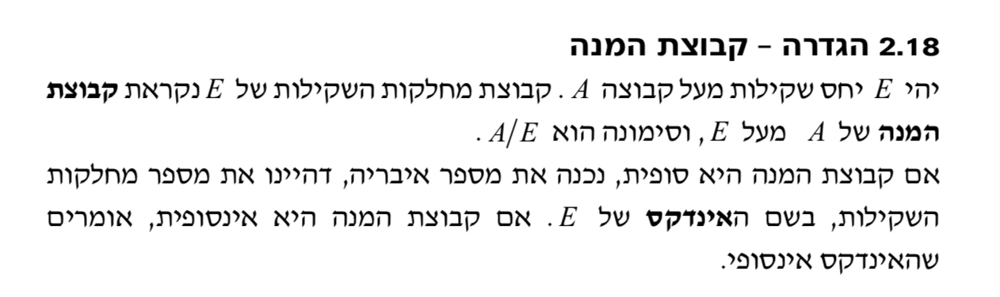 2.18 הגדרה – קבוצת המנה
יהי E יחס שקילות מעל קבוצה A . קבוצת מחלקות השקילות של E נקראת קבוצת
המנה של A מעל E , וסימונה הוא A/E .
אם קבוצת המנה היא סופית, נכנה את מספר איבריה, דהיינו את מספר מחלקות
השקילות, בשם האינדקס של E . אם קבוצת המנה היא אינסופית, אומרים
שהאינדקס אינסופי.